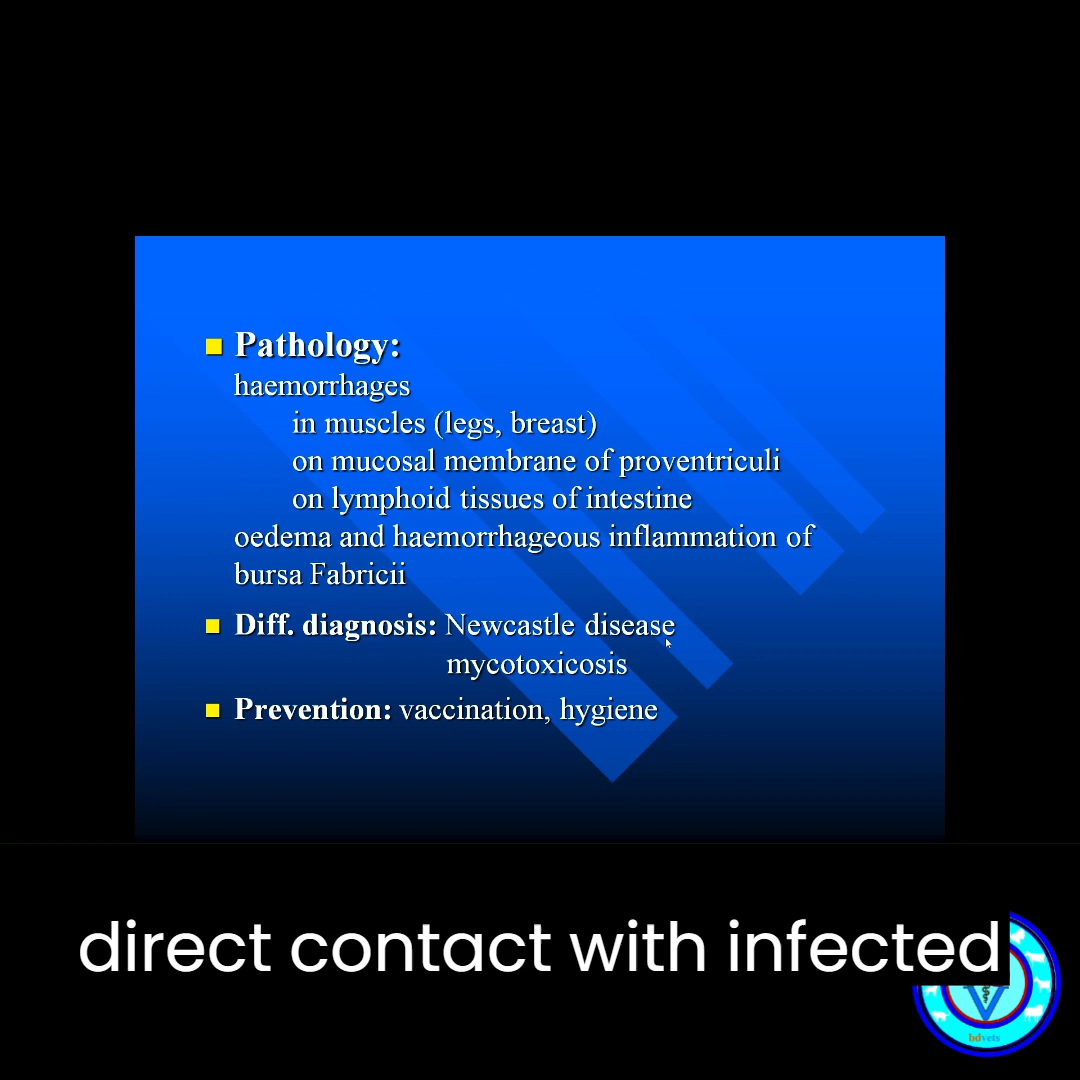 Pathology:
haemorrhages
in muscles (legs, breast)
on mucosal membrane of proventriculi
on lymphoid tissues of intestine
oedema and haemorrhageous inflammation of
bursa Fabricii
Diff. diagnosis: Newcastle disease
mycotoxicosis
Prevention: vaccination, hygiene
direct contact with infected
bdvets